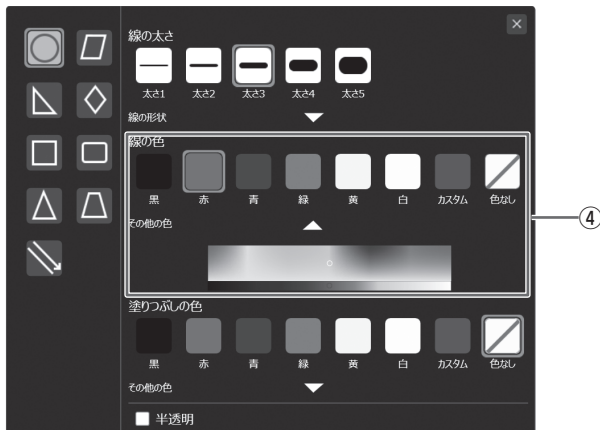 線の太さ
太さ1 太さ2 太さ3 太さ4 太さ5
線の形状
線の色
黒 赤 青 緑 黄 白 カスタム 色なし
その他の色
④
塗りつぶしの色
黒 赤 青 緑 黄 白 カスタム 色なし
その他の色
半透明